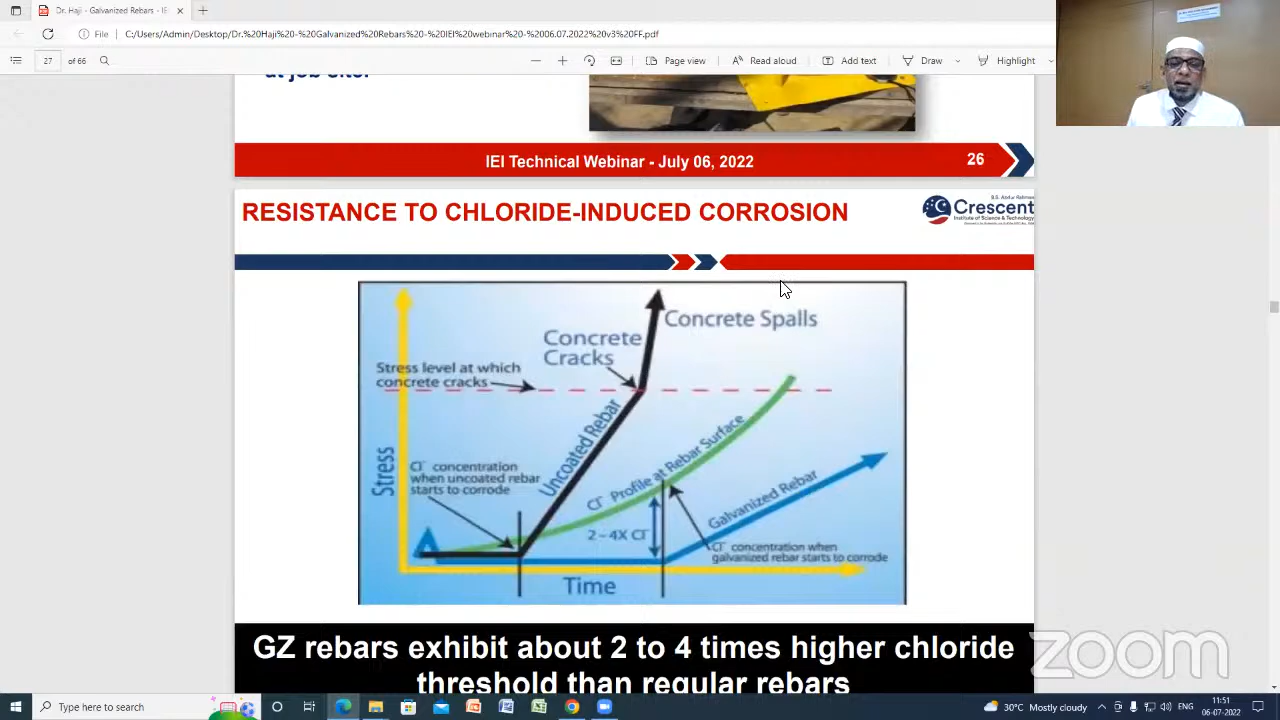 Dr. Haji - Galvanized Rebars - IE
File
C:/Users/Admin/Desktop/Dr.%20Haji%20-%20Galvanized%20Rebars%20-%20IEI%20webinar%20-%2006.07.2022%20v3%20FF.pdf
27 of 66
Page view
Read aloud
Add text
Draw
Highlight
at job site.
IEI Technical Webinar - July 06, 2022
26
RESISTANCE TO CHLORIDE-INDUCED CORROSION
B.S. Abdur Rahman
Crescent
Institute of Science & Technology
Concrete Spalls
Concrete
Cracks
Stress level at which
concrete cracks
Stress
Cl⁻ concentration
when uncoated rebar
starts to corrode
Uncoated Rebar
Cl⁻ Profile at Rebar Surface
Galvanized Rebar
2–4X Cl⁻
Cl⁻ concentration when
galvanized rebar starts to corrode
Time
GZ rebars exhibit about 2 to 4 times higher chloride
threshold than regular rebars
zoom
Type here to search
30°C Mostly cloudy
ENG
11:51
06-07-2022